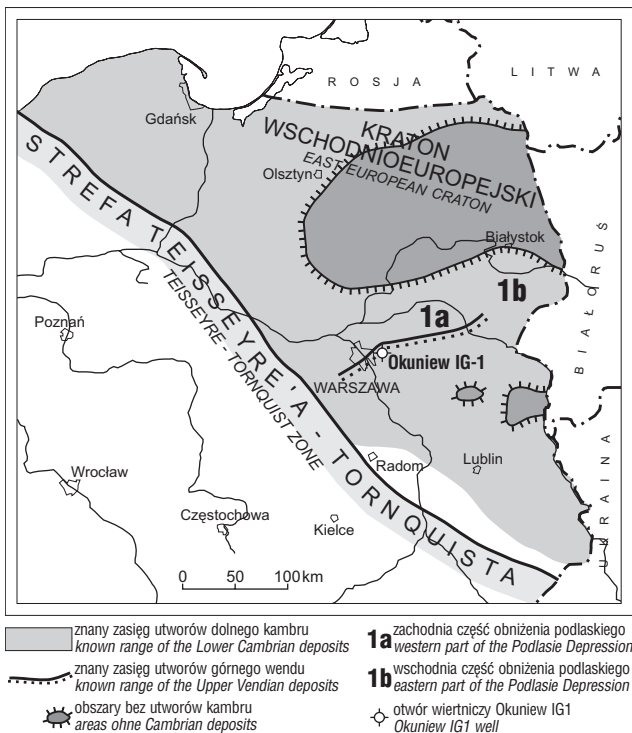 ROSJA
LITWA
Gdańsk
KRATON
WSCHODNIOEUROPEJSKI
EAST EUROPEAN CRATON
Olsztyn
STREFA TEISSEYRE'A - TORNQUISTA
TEISSEYRE - TORNQUIST ZONE
Białystok
BIAŁORUŚ
1b
1a
Poznań
Okuniew IG-1
WARSZAWA
Radom
Lublin
Wrocław
Częstochowa
Kielce
UKRAINA
0 50 100 km
znany zasięg utworów dolnego kambru
known range of the Lower Cambrian deposits
znany zasięg utworów górnego wendu
known range of the Upper Vendian deposits
obszary bez utworów kambru
areas ohne Cambrian deposits
1a zachodnia część obniżenia podlaskiego
western part of the Podlasie Depression
1b wschodnia część obniżenia podlaskiego
eastern part of the Podlasie Depression
otwór wiertniczy Okuniew IG1
Okuniew IG1 well